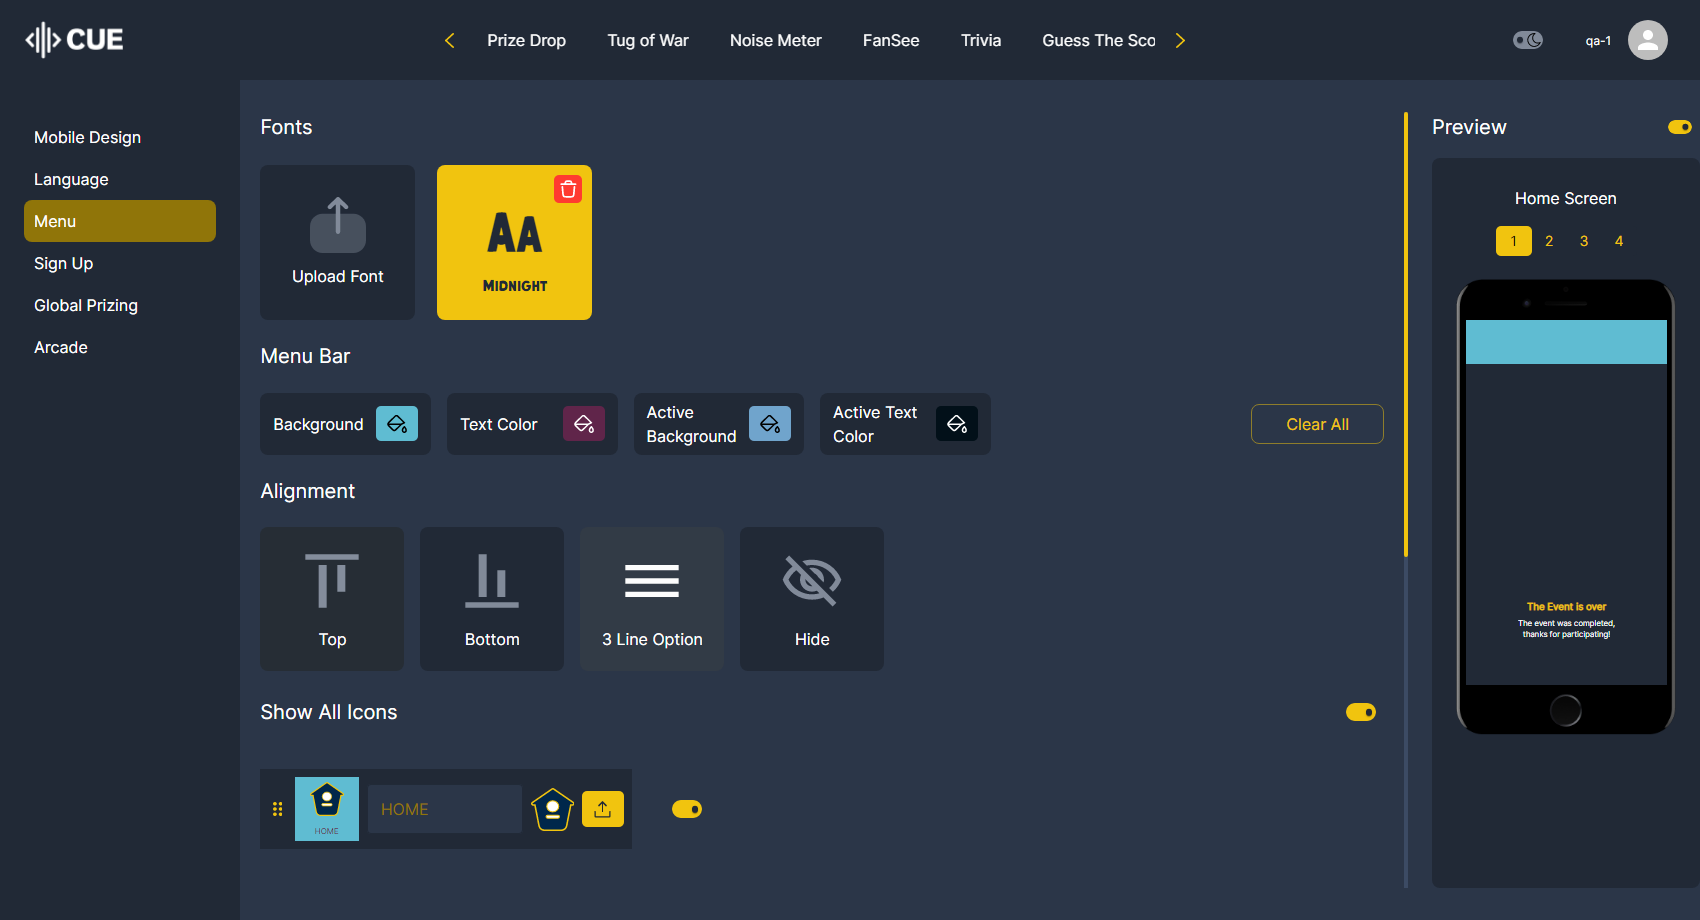 CUE
Prize Drop
Tug of War
Noise Meter
FanSee
Trivia
Guess The Sco
qa-1
Mobile Design
Language
Menu
Sign Up
Global Prizing
Arcade
Fonts
Upload Font
AA
MIDNIGHT
Menu Bar
Background
Text Color
Active
Background
Active Text
Color
Clear All
Alignment
Top
Bottom
3 Line Option
Hide
Show All Icons
HOME
HOME
Preview
Home Screen
1 2 3 4
The Event is over
The event was completed,
thanks for participating!